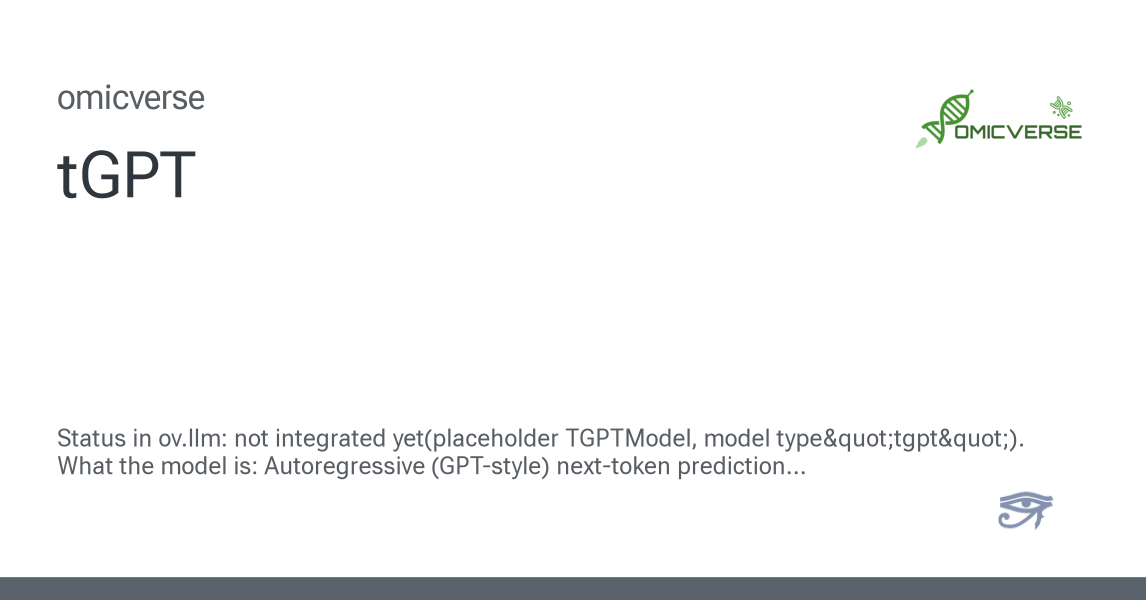 omicverse
OMICVERSE
tGPT
Status in ov.llm: not integrated yet(placeholder TGPTModel, model type&quot;tgpt&quot;).
What the model is: Autoregressive (GPT-style) next-token prediction...